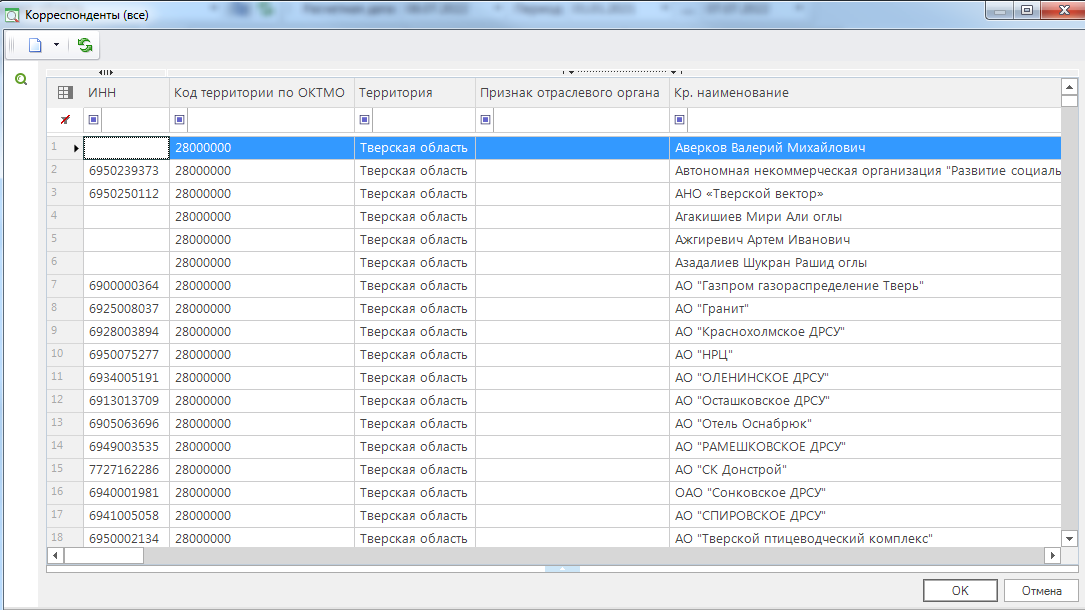 Корреспонденты (все)
ИНН Код территории по ОКТМО Территория Признак отраслевого органа Кр. наименование
1 28000000 Тверская область Аверков Валерий Михайлович
2 6950239373 28000000 Тверская область Автономная некоммерческая организация "Развитие социаль
3 6950250112 28000000 Тверская область АНО «Тверской вектор»
4 28000000 Тверская область Агакишиев Мири Али оглы
5 28000000 Тверская область Ажгиревич Артем Иванович
6 28000000 Тверская область Азадалиев Шукран Рашид оглы
7 6900000364 28000000 Тверская область АО "Газпром газораспределение Тверь"
8 6925008037 28000000 Тверская область АО "Гранит"
9 6928003894 28000000 Тверская область АО "Краснохолмское ДРСУ"
10 6950075277 28000000 Тверская область АО "НРЦ"
11 6934005191 28000000 Тверская область АО "ОЛЕНИНСКОЕ ДРСУ"
12 6913013709 28000000 Тверская область АО "Осташковское ДРСУ"
13 6905063696 28000000 Тверская область АО "Отель Оснабрюк"
14 6949003535 28000000 Тверская область АО "РАМЕШКОВСКОЕ ДРСУ"
15 7727162286 28000000 Тверская область АО "СК Донстрой"
16 6940001981 28000000 Тверская область ОАО "Сонковское ДРСУ"
17 6941005058 28000000 Тверская область АО "СПИРОВСКОЕ ДРСУ"
18 6950002134 28000000 Тверская область АО "Тверской птицеводческий комплекс"
OK Отмена